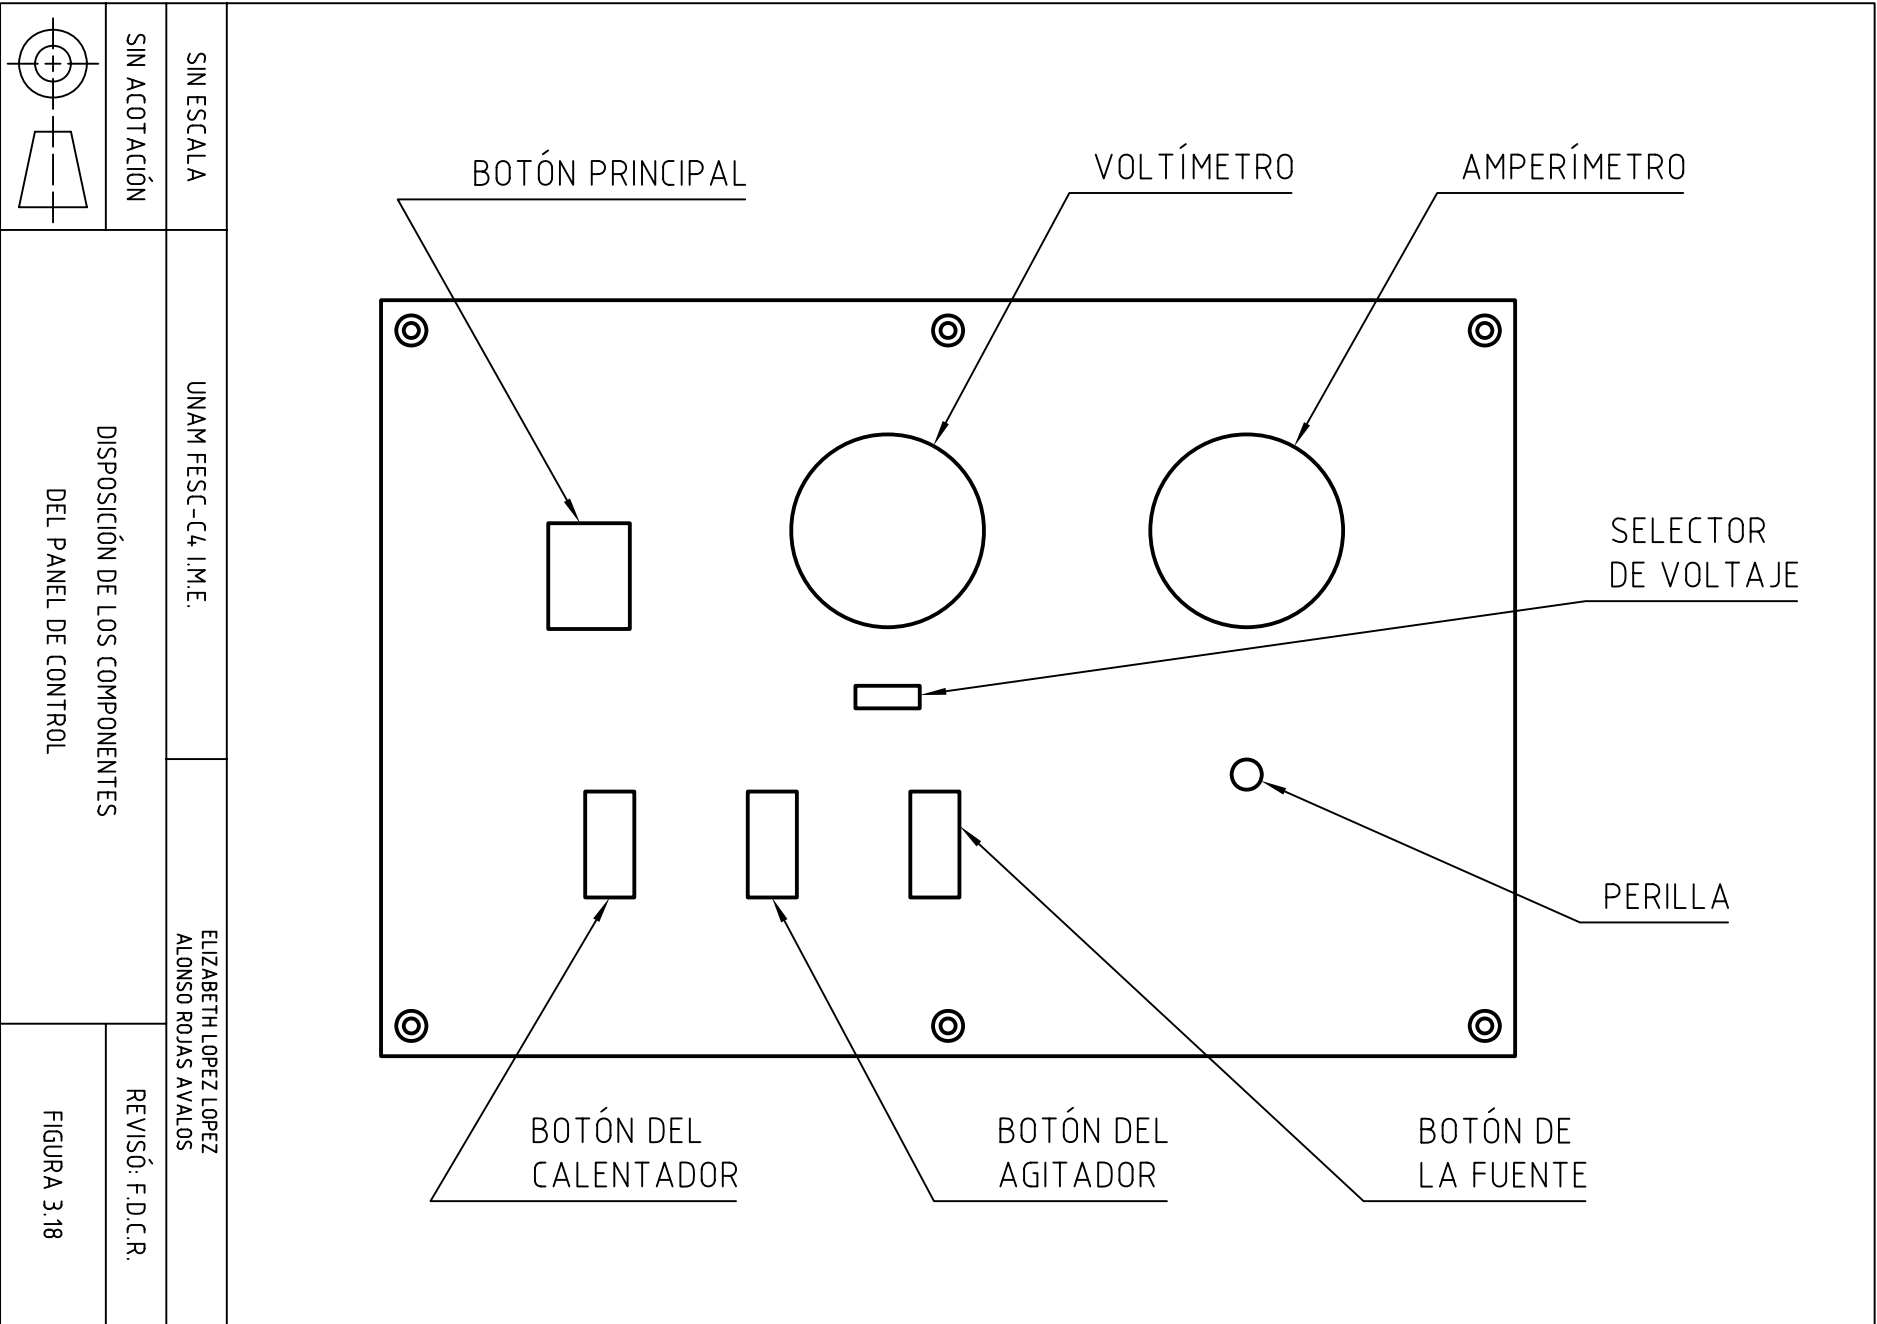 BOTÓN PRINCIPAL
VOLTÍMETRO
AMPERÍMETRO
SELECTOR
DE VOLTAJE
PERILLA
BOTÓN DEL
CALENTADOR
BOTÓN DEL
AGITADOR
BOTÓN DE
LA FUENTE
SIN ESCALA
SIN ACOTACIÓN
UNAM FESC-C4 I.M.E.
DISPOSICIÓN DE LOS COMPONENTES
DEL PANEL DE CONTROL
ELIZABETH LOPEZ LOPEZ
ALONSO ROJAS AVALOS
REVISÓ: F.D.C.R.
FIGURA 3.18